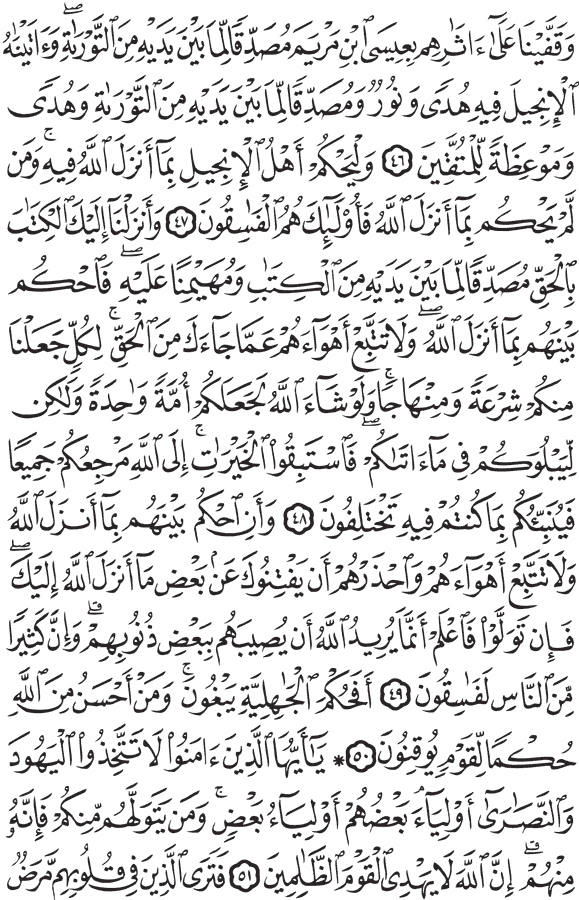 وَقَفَّيْنَا عَلَىٰٓ ءَاثَٰرِهِم بِعِيسَى ٱبْنِ مَرْيَمَ مُصَدِّقًا لِّمَا بَيْنَ يَدَيْهِ مِنَ ٱلتَّوْرَىٰةِ ۖ وَءَاتَيْنَٰهُ
ٱلْإِنجِيلَ فِيهِ هُدًى وَنُورٌ وَمُصَدِّقًا لِّمَا بَيْنَ يَدَيْهِ مِنَ ٱلتَّوْرَىٰةِ وَهُدًى
وَمَوْعِظَةً لِّلْمُتَّقِينَ ٤٦ وَلْيَحْكُمْ أَهْلُ ٱلْإِنجِيلِ بِمَآ أَنزَلَ ٱللَّهُ فِيهِ ۚ وَمَن
لَّمْ يَحْكُم بِمَآ أَنزَلَ ٱللَّهُ فَأُو۟لَٰٓئِكَ هُمُ ٱلْفَٰسِقُونَ ٤٧ وَأَنزَلْنَآ إِلَيْكَ ٱلْكِتَٰبَ
بِٱلْحَقِّ مُصَدِّقًا لِّمَا بَيْنَ يَدَيْهِ مِنَ ٱلْكِتَٰبِ وَمُهَيْمِنًا عَلَيْهِ ۖ فَٱحْكُم
بَيْنَهُم بِمَآ أَنزَلَ ٱللَّهُ ۖ وَلَا تَتَّبِعْ أَهْوَآءَهُمْ عَمَّا جَآءَكَ مِنَ ٱلْحَقِّ ۚ لِكُلٍّ جَعَلْنَا
مِنكُمْ شِرْعَةً وَمِنْهَاجًا ۚ وَلَوْ شَآءَ ٱللَّهُ لَجَعَلَكُمْ أُمَّةً وَٰحِدَةً وَلَٰكِن
لِّيَبْلُوَكُمْ فِى مَآ ءَاتَىٰكُمْ ۖ فَٱسْتَبِقُوا۟ ٱلْخَيْرَٰتِ ۚ إِلَى ٱللَّهِ مَرْجِعُكُمْ جَمِيعًا
فَيُنَبِّئُكُم بِمَا كُنتُمْ فِيهِ تَخْتَلِفُونَ ٤٨ وَأَنِ ٱحْكُم بَيْنَهُم بِمَآ أَنزَلَ ٱللَّهُ
وَلَا تَتَّبِعْ أَهْوَآءَهُمْ وَٱحْذَرْهُمْ أَن يَفْتِنُوكَ عَنۢ بَعْضِ مَآ أَنزَلَ ٱللَّهُ إِلَيْكَ ۖ
فَإِن تَوَلَّوْا۟ فَٱعْلَمْ أَنَّمَا يُرِيدُ ٱللَّهُ أَن يُصِيبَهُم بِبَعْضِ ذُنُوبِهِمْ ۗ وَإِنَّ كَثِيرًا
مِّنَ ٱلنَّاسِ لَفَٰسِقُونَ ٤٩ أَفَحُكْمَ ٱلْجَٰهِلِيَّةِ يَبْغُونَ ۚ وَمَنْ أَحْسَنُ مِنَ ٱللَّهِ
حُكْمًا لِّقَوْمٍ يُوقِنُونَ ٥٠ * يَٰٓأَيُّهَا ٱلَّذِينَ ءَامَنُوا۟ لَا تَتَّخِذُوا۟ ٱلْيَهُودَ
وَٱلنَّصَٰرَىٰٓ أَوْلِيَآءَ ۘ بَعْضُهُمْ أَوْلِيَآءُ بَعْضٍ ۚ وَمَن يَتَوَلَّهُم مِّنكُمْ فَإِنَّهُۥ
مِنْهُمْ ۗ إِنَّ ٱللَّهَ لَا يَهْدِى ٱلْقَوْمَ ٱلظَّٰلِمِينَ ٥١ فَتَرَى ٱلَّذِينَ فِى قُلُوبِهِم مَّرَضٌ